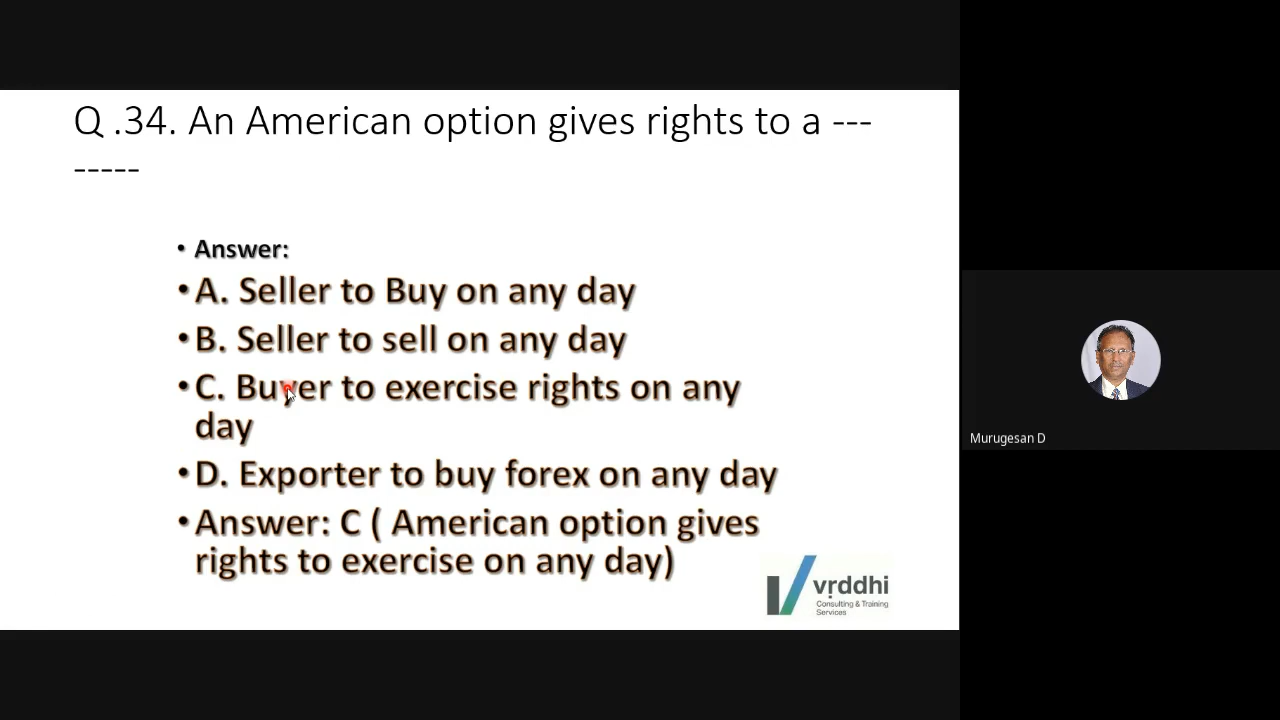 Q .34. An American option gives rights to a ---
-----
• Answer:
• A. Seller to Buy on any day
• B. Seller to sell on any day
• C. Buyer to exercise rights on any
day
• D. Exporter to buy forex on any day
• Answer: C ( American option gives
rights to exercise on any day)
vṛddhi
Consulting & Training
Services
Murugesan D